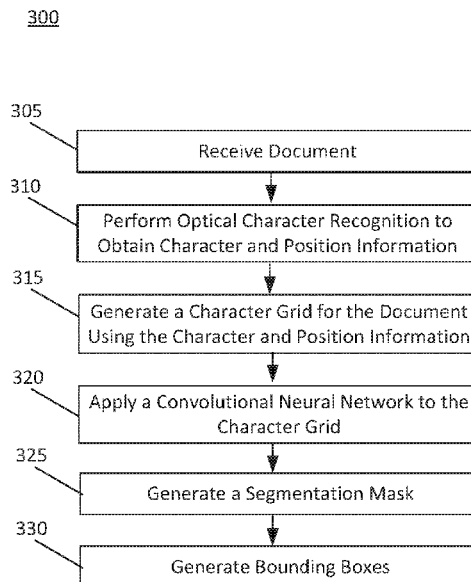 300
305
Receive Document
310
Perform Optical Character Recognition to
Obtain Character and Position Information
315
Generate a Character Grid for the Document
Using the Character and Position Information
320
Apply a Convolutional Neural Network to the
Character Grid
325
Generate a Segmentation Mask
330
Generate Bounding Boxes